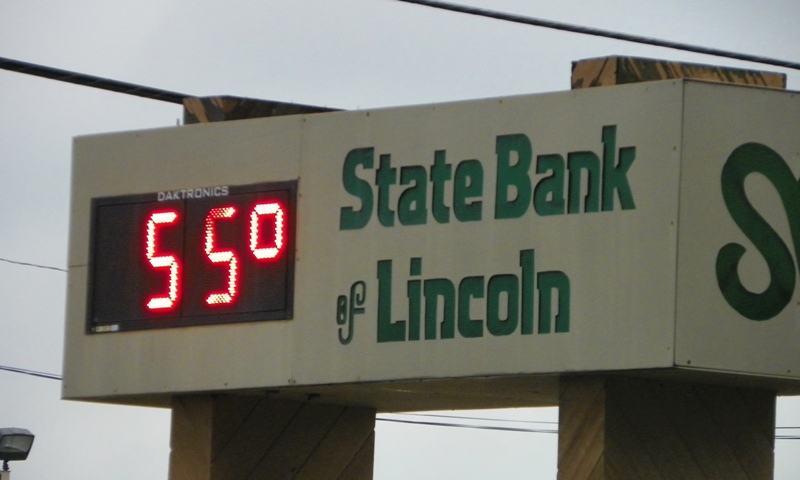 DAKTRONICS
55°
State Bank
of Lincoln